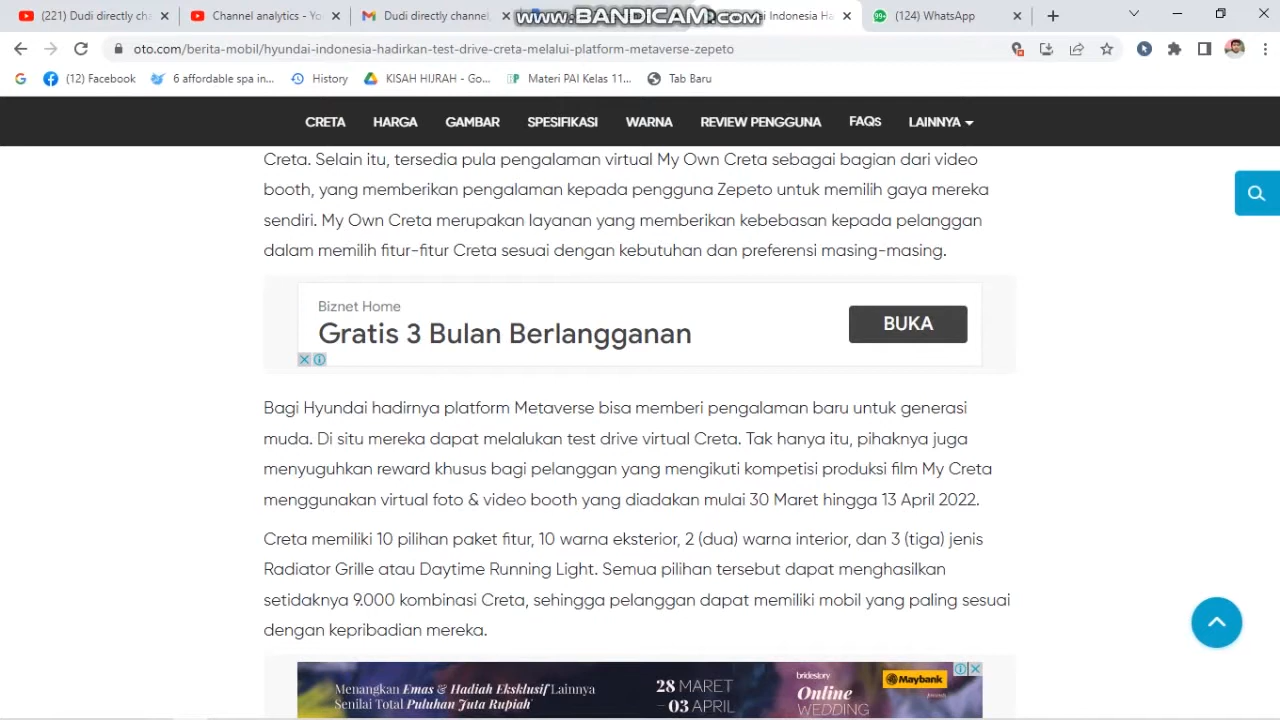 (221) Dudi directly cha
Channel analytics - Yo
Dudi directly channel,
www.BANDICAM.com
Indonesia Ha
99+
(124) WhatsApp
oto.com/berita-mobil/hyundai-indonesia-hadirkan-test-drive-creta-melalui-platform-metaverse-zepeto
(12) Facebook
6 affordable spa in...
History
KISAH HIJRAH - Go...
Materi PAI Kelas 11...
Tab Baru
CRETA
HARGA
GAMBAR
SPESIFIKASI
WARNA
REVIEW PENGGUNA
FAQs
LAINNYA
Creta. Selain itu, tersedia pula pengalaman virtual My Own Creta sebagai bagian dari video
booth, yang memberikan pengalaman kepada pengguna Zepeto untuk memilih gaya mereka
sendiri. My Own Creta merupakan layanan yang memberikan kebebasan kepada pelanggan
dalam memilih fitur-fitur Creta sesuai dengan kebutuhan dan preferensi masing-masing.
Biznet Home
Gratis 3 Bulan Berlangganan
BUKA
Bagi Hyundai hadirnya platform Metaverse bisa memberi pengalaman baru untuk generasi
muda. Di situ mereka dapat melalukan test drive virtual Creta. Tak hanya itu, pihaknya juga
menyuguhkan reward khusus bagi pelanggan yang mengikuti kompetisi produksi film My Creta
menggunakan virtual foto & video booth yang diadakan mulai 30 Maret hingga 13 April 2022.
Creta memiliki 10 pilihan paket fitur, 10 warna eksterior, 2 (dua) warna interior, dan 3 (tiga) jenis
Radiator Grille atau Daytime Running Light. Semua pilihan tersebut dapat menghasilkan
setidaknya 9.000 kombinasi Creta, sehingga pelanggan dapat memiliki mobil yang paling sesuai
dengan kepribadian mereka.
Menangkan Emas & Hadiah Eksklusif Lainnya
Senilai Total Puluhan Juta Rupiah*
28 MARET
– 03 APRIL
bridestory
Online
WEDDING
Maybank